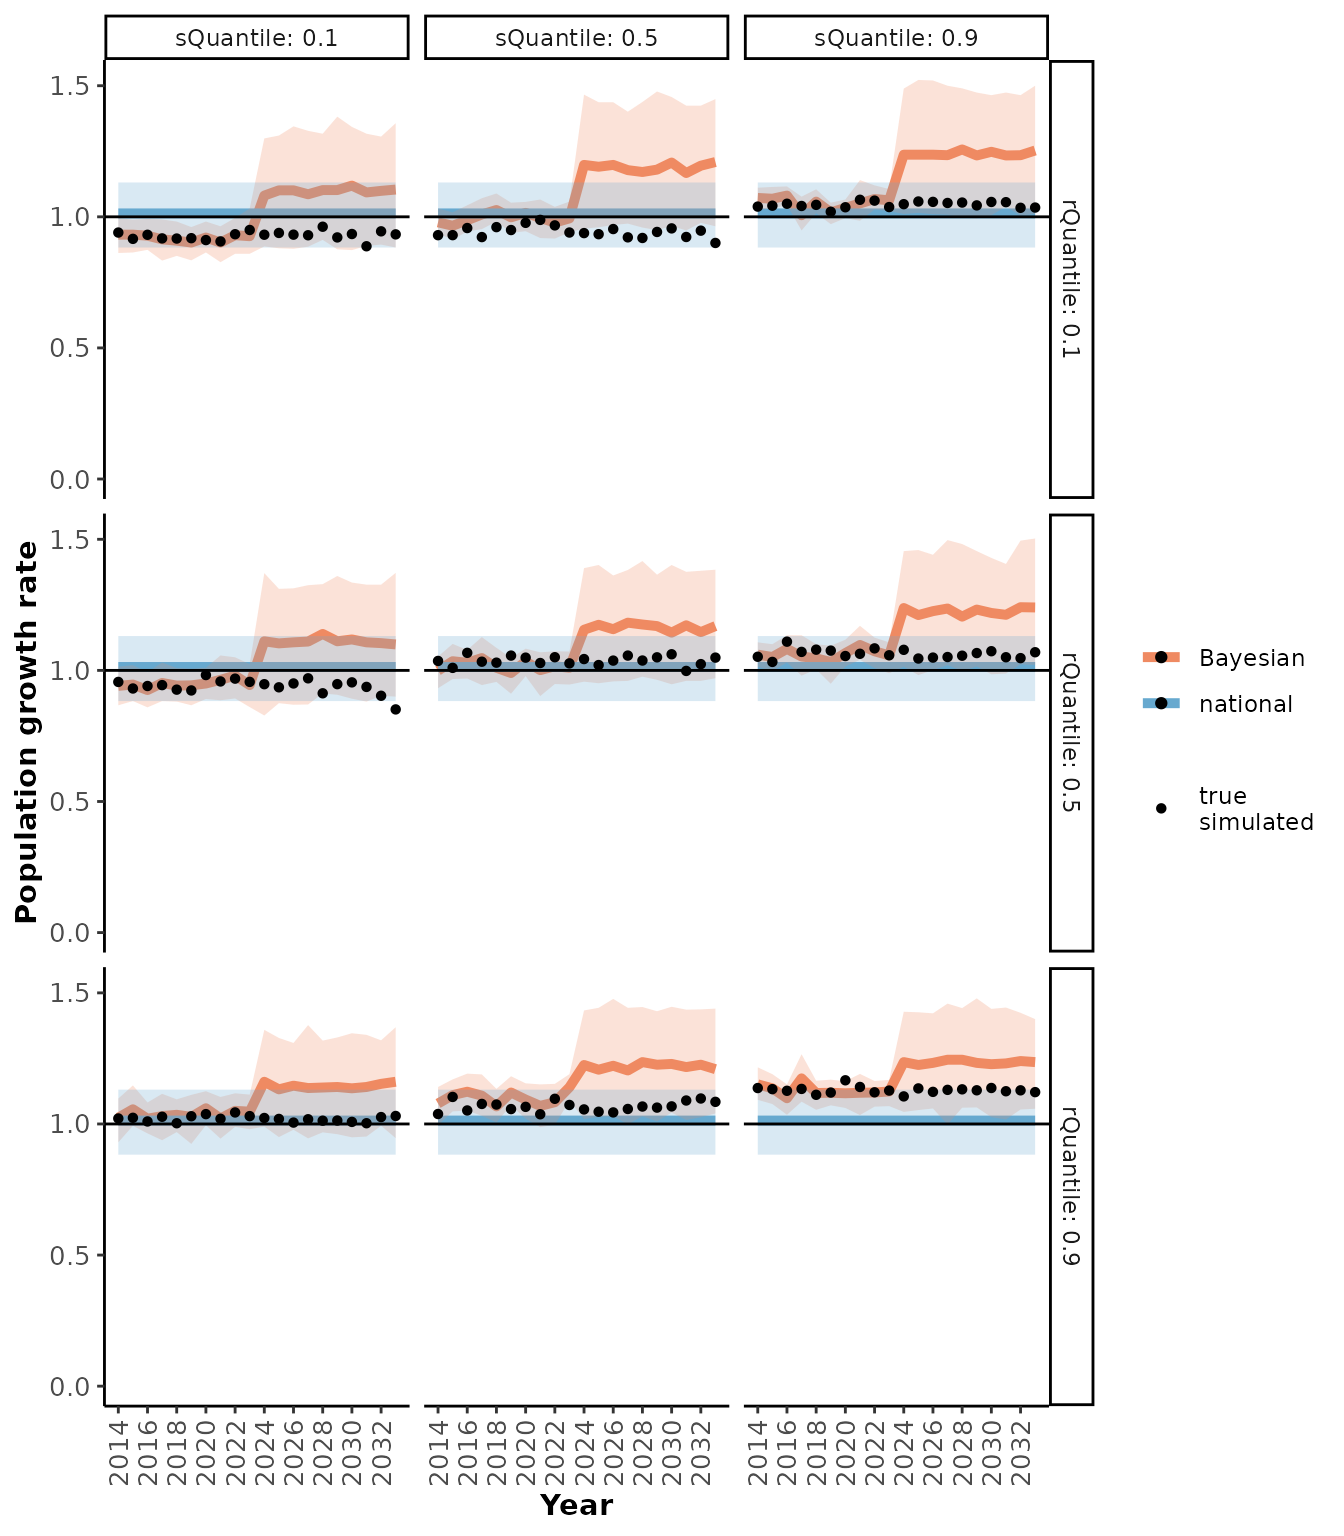 sQuantile: 0.1
sQuantile: 0.5
sQuantile: 0.9
1.5
1.0
0.5
0.0
rQuantile: 0.1
1.5
1.0
0.5
0.0
rQuantile: 0.5
1.5
1.0
0.5
0.0
rQuantile: 0.9
Population growth rate
2014 2016 2018 2020 2022 2024 2026 2028 2030 2032
2014 2016 2018 2020 2022 2024 2026 2028 2030 2032
2014 2016 2018 2020 2022 2024 2026 2028 2030 2032
Year
Bayesian
national
true
simulated